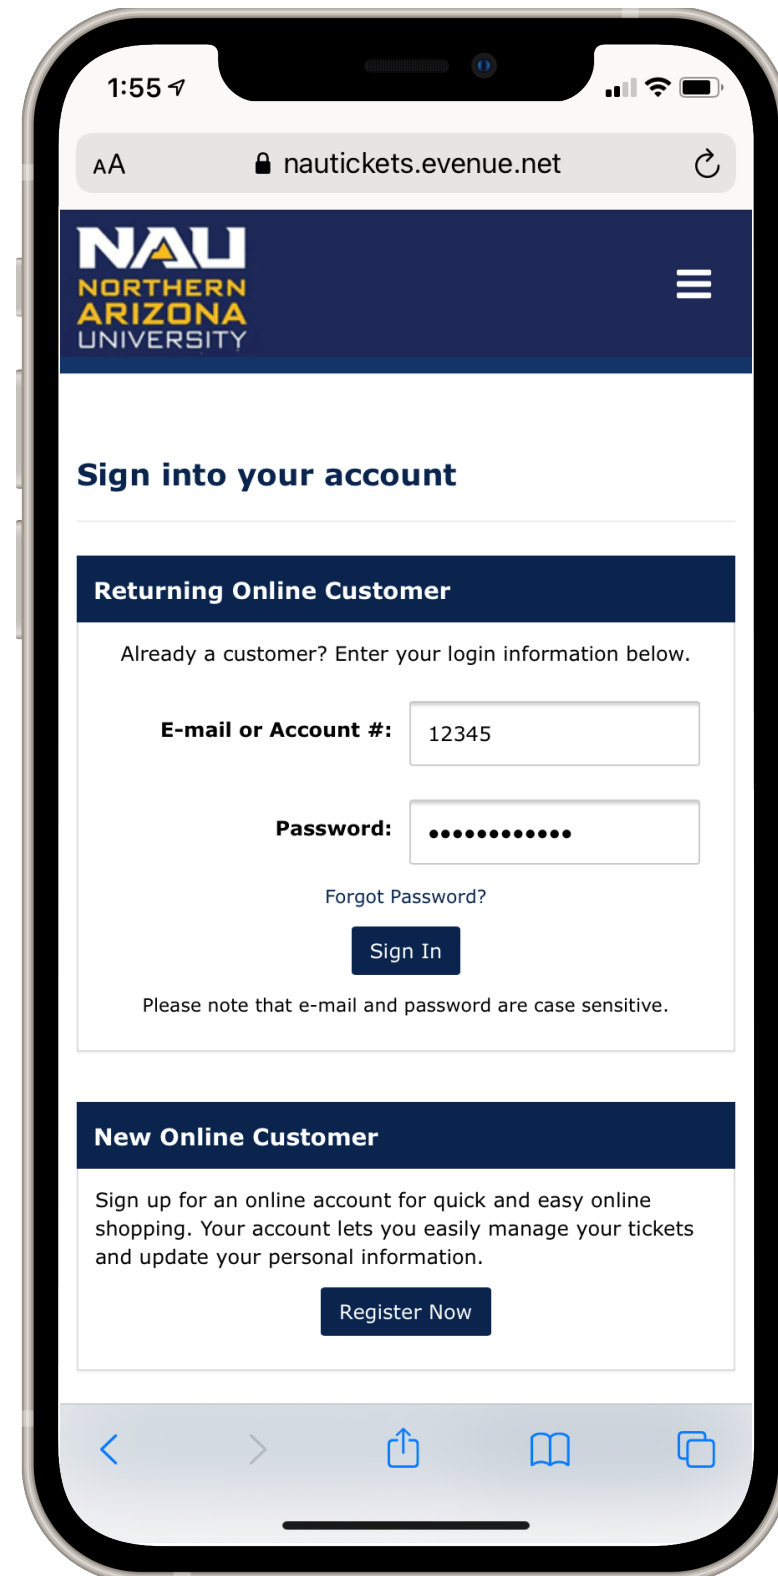 1:55
AA nautickets.evenue.net
NAU
NORTHERN
ARIZONA
UNIVERSITY
Sign into your account
Returning Online Customer
Already a customer? Enter your login information below.
E-mail or Account #: 12345
Password: ••••••••••••
Forgot Password?
Sign In
Please note that e-mail and password are case sensitive.
New Online Customer
Sign up for an online account for quick and easy online
shopping. Your account lets you easily manage your tickets
and update your personal information.
Register Now